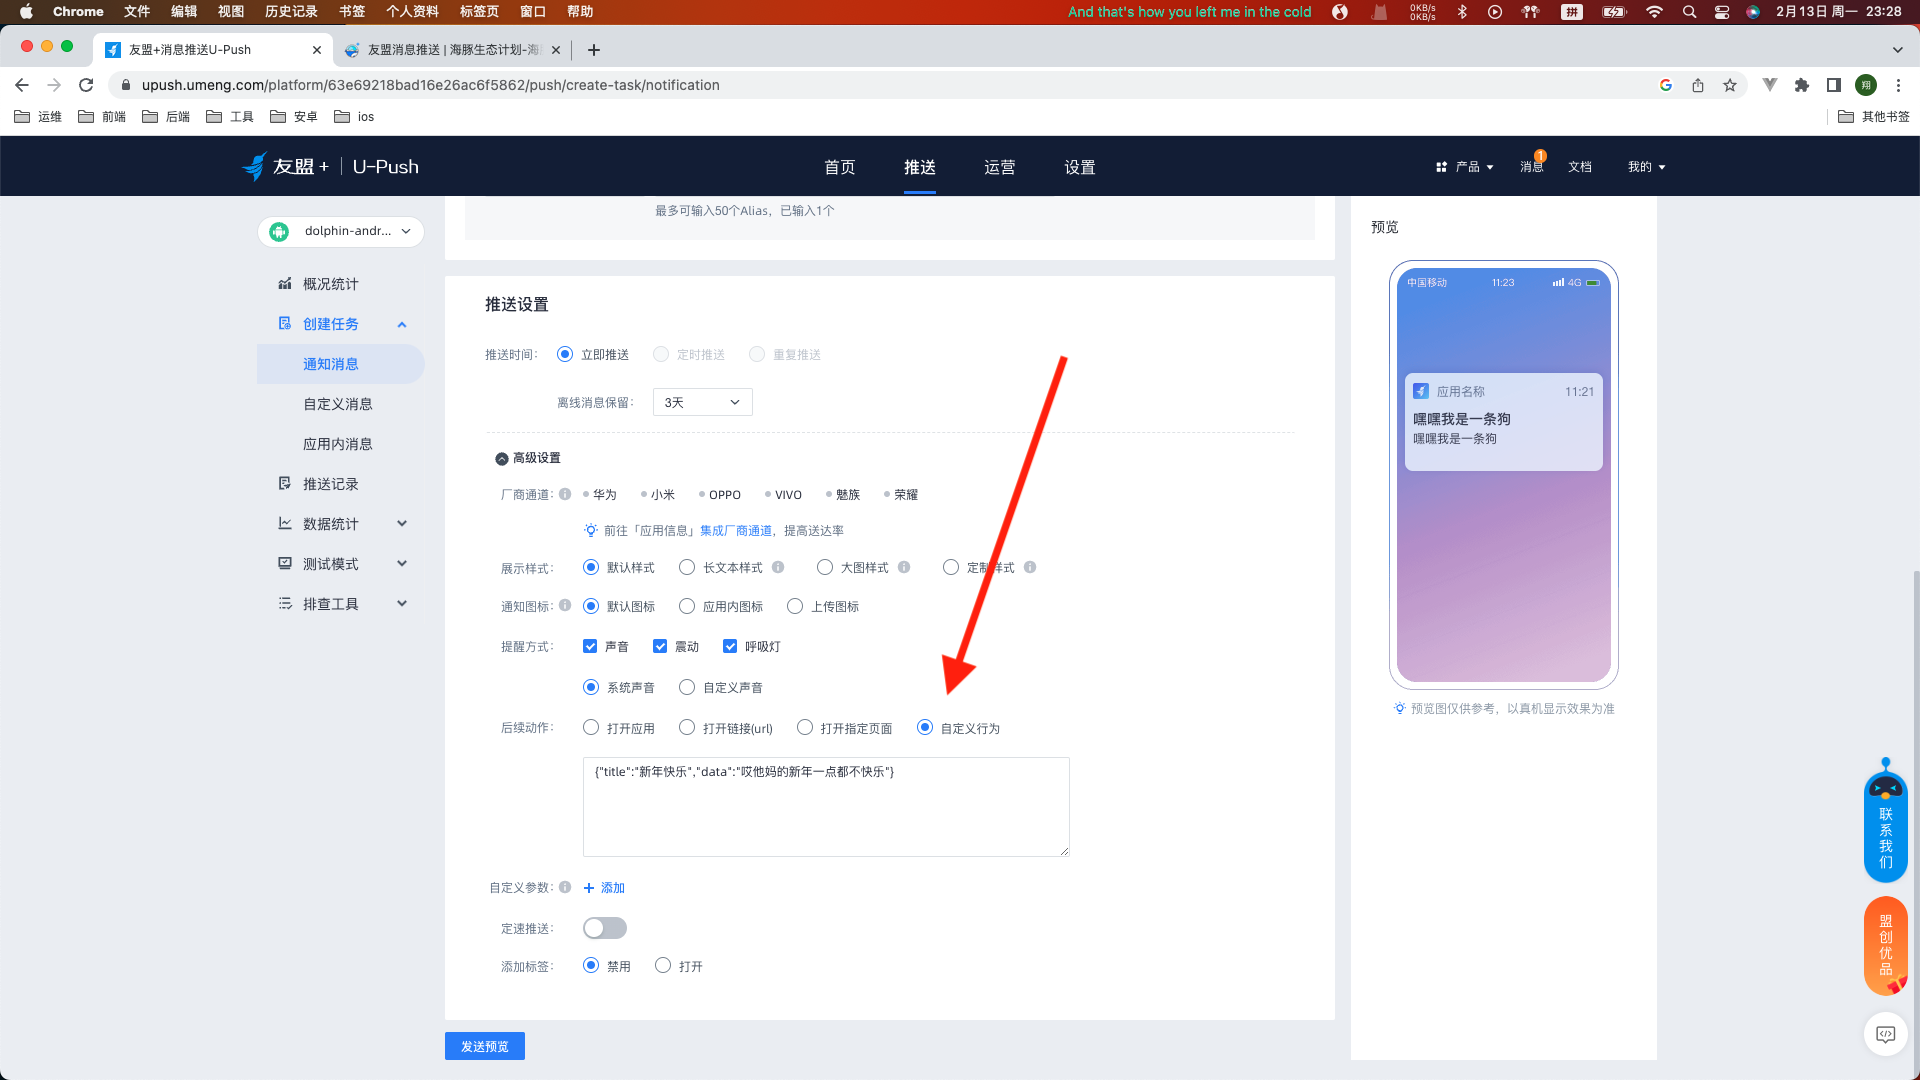 Chrome 文件 编辑 视图 历史记录 书签 个人资料 标签页 窗口 帮助 And that's how you left me in the cold 0KB/s 0KB/s 拼 2月13日 周一 23:28
友盟+消息推送U-Push 友盟消息推送 | 海豚生态计划-海
upush.umeng.com/platform/63e69218bad16e26ac6f5862/push/create-task/notification 翔
运维 前端 后端 工具 安卓 ios 其他书签
友盟+ | U-Push 首页 推送 运营 设置 产品 消息 1 文档 我的
dolphin-andr...
概况统计
创建任务
通知消息
自定义消息
应用内消息
推送记录
数据统计
测试模式
排查工具
最多可输入50个Alias，已输入1个
推送设置
推送时间： 立即推送 定时推送 重复推送
离线消息保留： 3天
高级设置
厂商通道： 华为 小米 OPPO VIVO 魅族 荣耀
前往「应用信息」集成厂商通道，提高送达率
展示样式： 默认样式 长文本样式 大图样式 定制样式
通知图标： 默认图标 应用内图标 上传图标
提醒方式： 声音 震动 呼吸灯
系统声音 自定义声音
后续动作： 打开应用 打开链接(url) 打开指定页面 自定义行为
{"title":"新年快乐","data":"哎他妈的新年一点都不快乐"}
自定义参数： + 添加
定速推送：
添加标签： 禁用 打开
发送预览
预览
中国移动 11:23 4G
应用名称 11:21
嘿嘿我是一条狗
嘿嘿我是一条狗
预览图仅供参考，以真机显示效果为准
联系我们
盟创优品